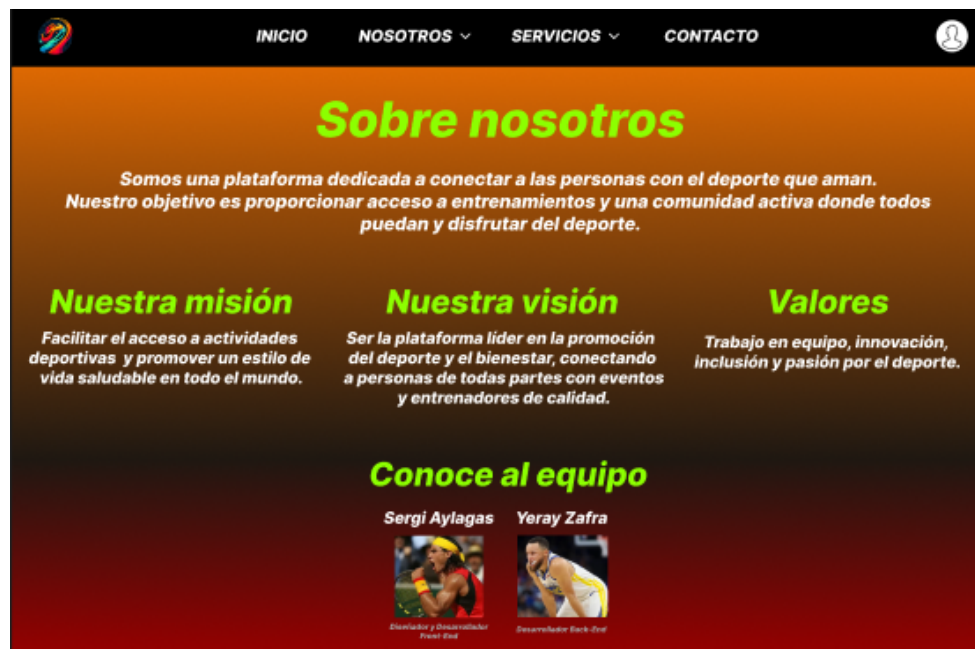 INICIO NOSOTROS SERVICIOS CONTACTO
Sobre nosotros
Somos una plataforma dedicada a conectar a las personas con el deporte que aman.
Nuestro objetivo es proporcionar acceso a entrenamientos y una comunidad activa donde todos
puedan y disfrutar del deporte.
Nuestra misión
Facilitar el acceso a actividades
deportivas y promover un estilo de
vida saludable en todo el mundo.
Nuestra visión
Ser la plataforma líder en la promoción
del deporte y el bienestar, conectando
a personas de todas partes con eventos
y entrenadores de calidad.
Valores
Trabajo en equipo, innovación,
inclusión y pasión por el deporte.
Conoce al equipo
Sergi Aylagas
Diseñador y Desarrollador
Front-End
Yeray Zafra
Desarrollador Back-End